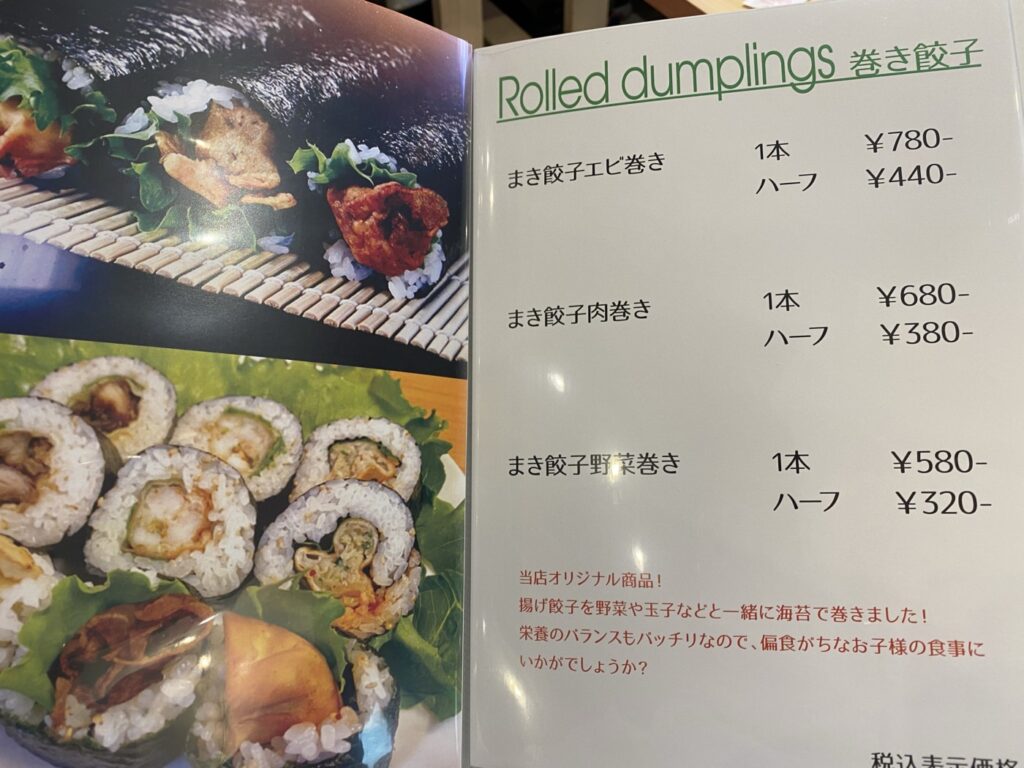 Rolled dumplings 巻き餃子
まき餃子エビ巻き 1本 ¥780-
ハーフ ¥440-
まき餃子肉巻き 1本 ¥680-
ハーフ ¥380-
まき餃子野菜巻き 1本 ¥580-
ハーフ ¥320-
当店オリジナル商品！
揚げ餃子を野菜や玉子などと一緒に海苔で巻きました！
栄養のバランスもバッチリなので、偏食がちなお子様の食事に
いかがでしょうか？
税込表示価格